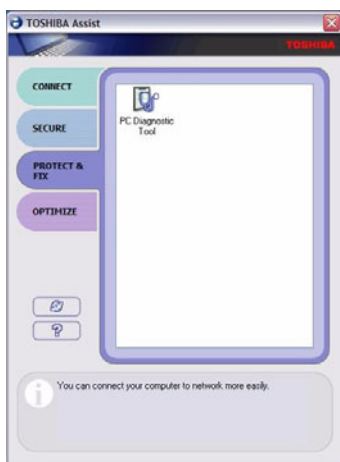 TOSHIBA Assist
TOSHIBA
CONNECT
SECURE
PROTECT &
FIX
OPTIMIZE
PC Diagnostic
Tool
?
You can connect your computer to network more easily.